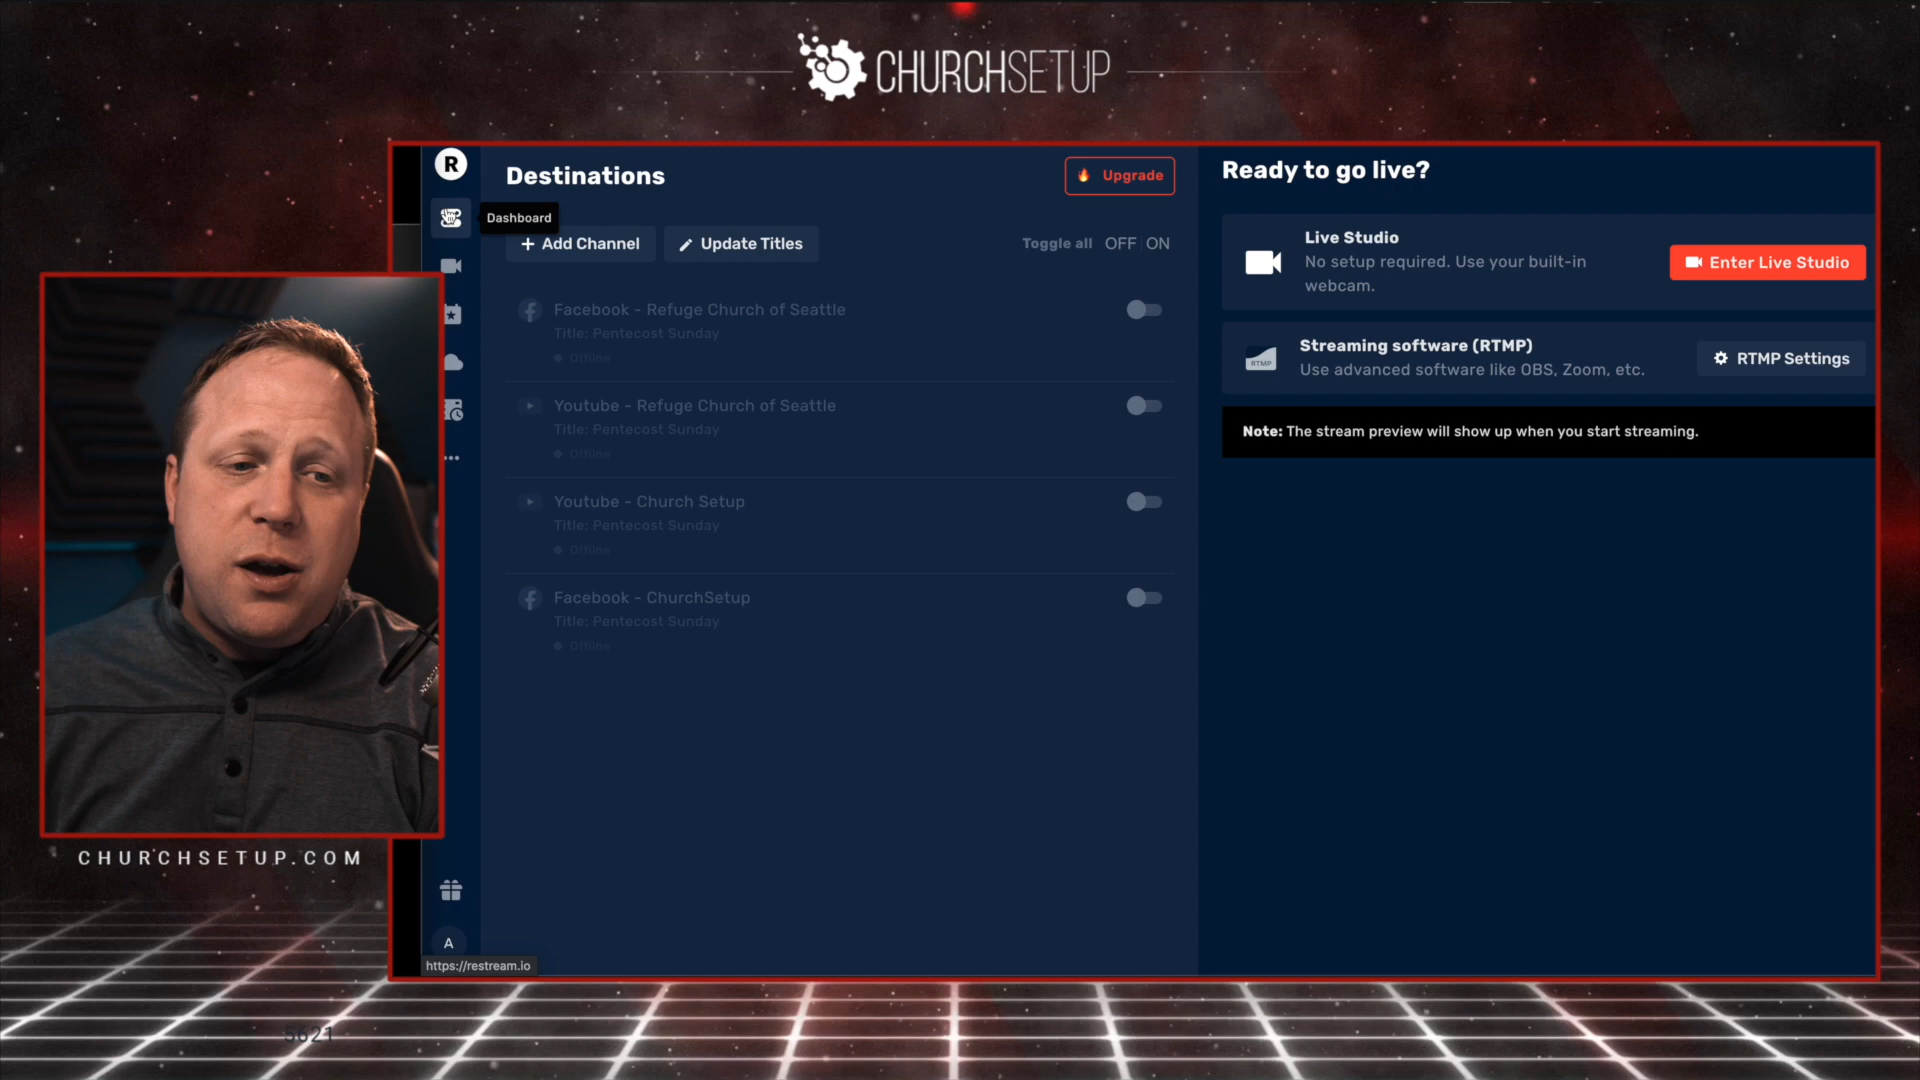 CHURCHSETUP
R
Destinations
Upgrade
Ready to go live?
Dashboard
Add Channel
Update Titles
Toggle all OFF ON
Live Studio
No setup required. Use your built-in
webcam.
Enter Live Studio
Facebook - Refuge Church of Seattle
Title: Pentecost Sunday
Offline
Streaming software (RTMP)
Use advanced software like OBS, Zoom, etc.
RTMP
RTMP Settings
Youtube - Refuge Church of Seattle
Title: Pentecost Sunday
Offline
Note: The stream preview will show up when you start streaming.
Youtube - Church Setup
Title: Pentecost Sunday
Offline
Facebook - ChurchSetup
Title: Pentecost Sunday
Offline
CHURCHSETUP.COM
A
https://restream.io
5621